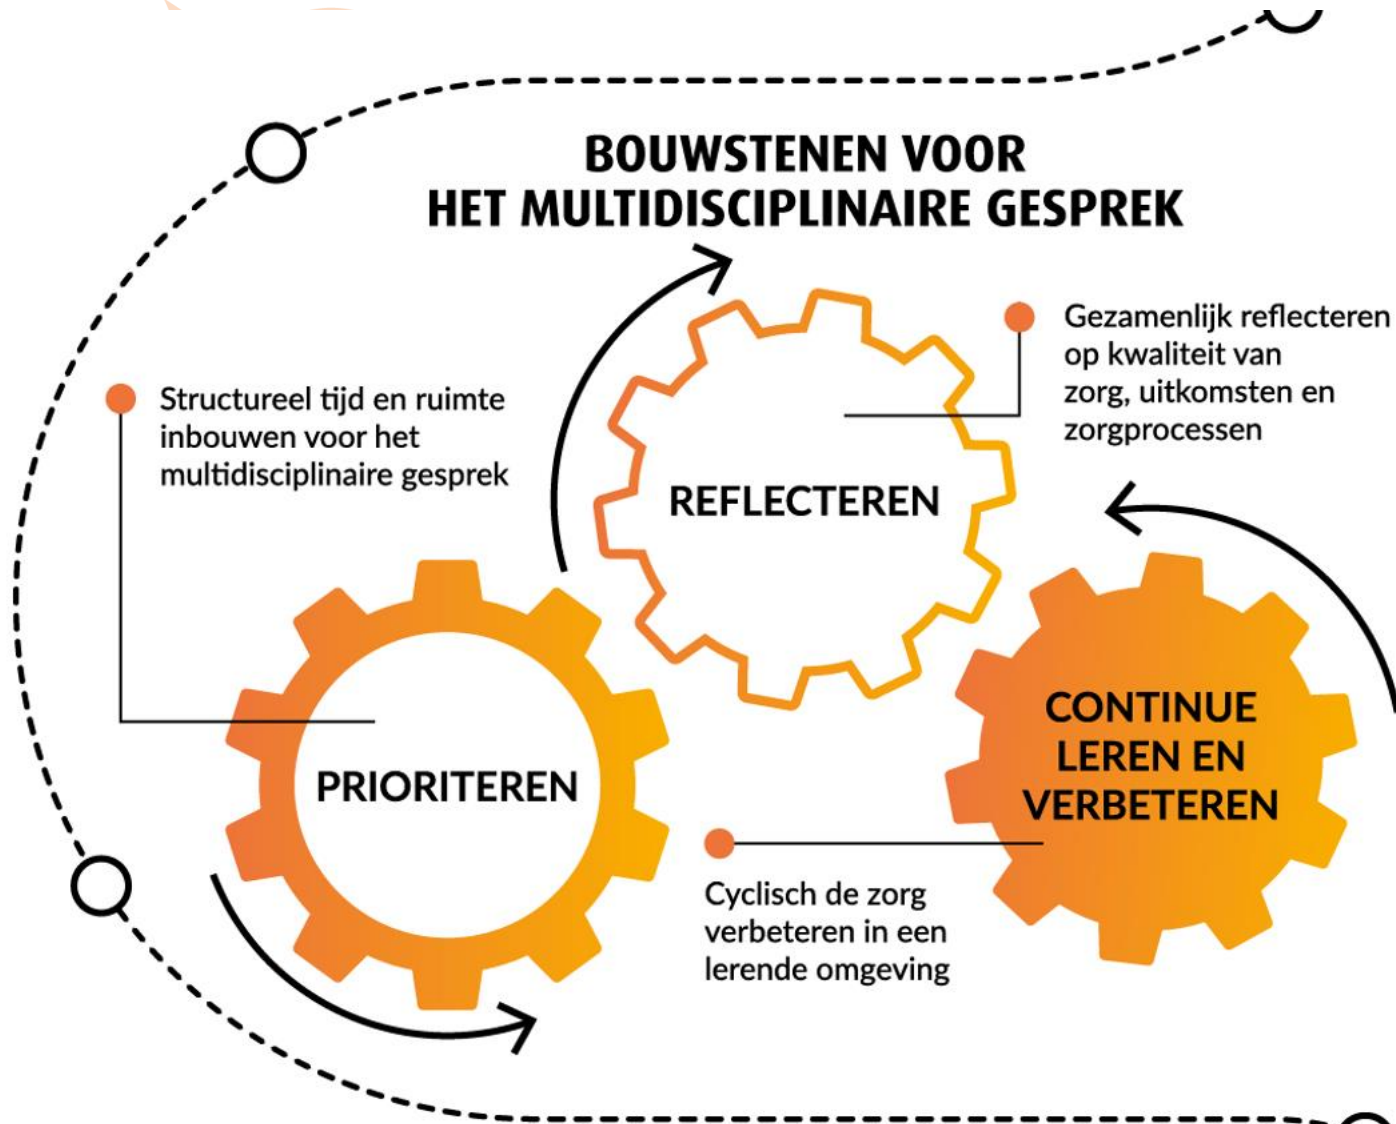 BOUWSTENEN VOOR
HET MULTIDISCIPLINAIRE GESPREK
Structureel tijd en ruimte
inbouwen voor het
multidisciplinaire gesprek
Gezamenlijk reflecteren
op kwaliteit van
zorg, uitkomsten en
zorgprocessen
REFLECTEREN
PRIORITEREN
CONTINUE
LEREN EN
VERBETEREN
Cyclisch de zorg
verbeteren in een
lerende omgeving